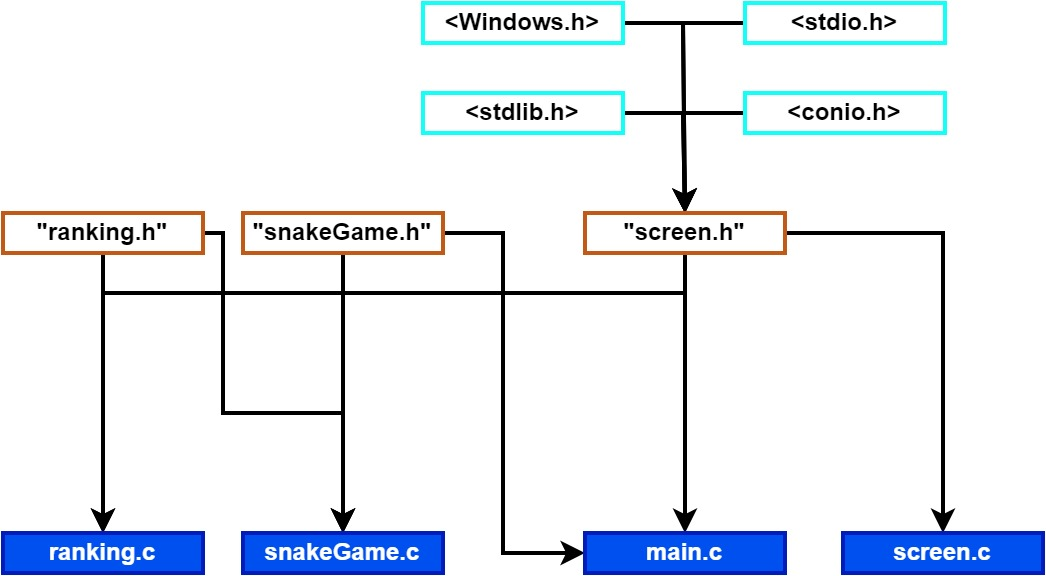 <Windows.h>
<stdio.h>
<stdlib.h>
<conio.h>
"ranking.h"
"snakeGame.h"
"screen.h"
ranking.c
snakeGame.c
main.c
screen.c